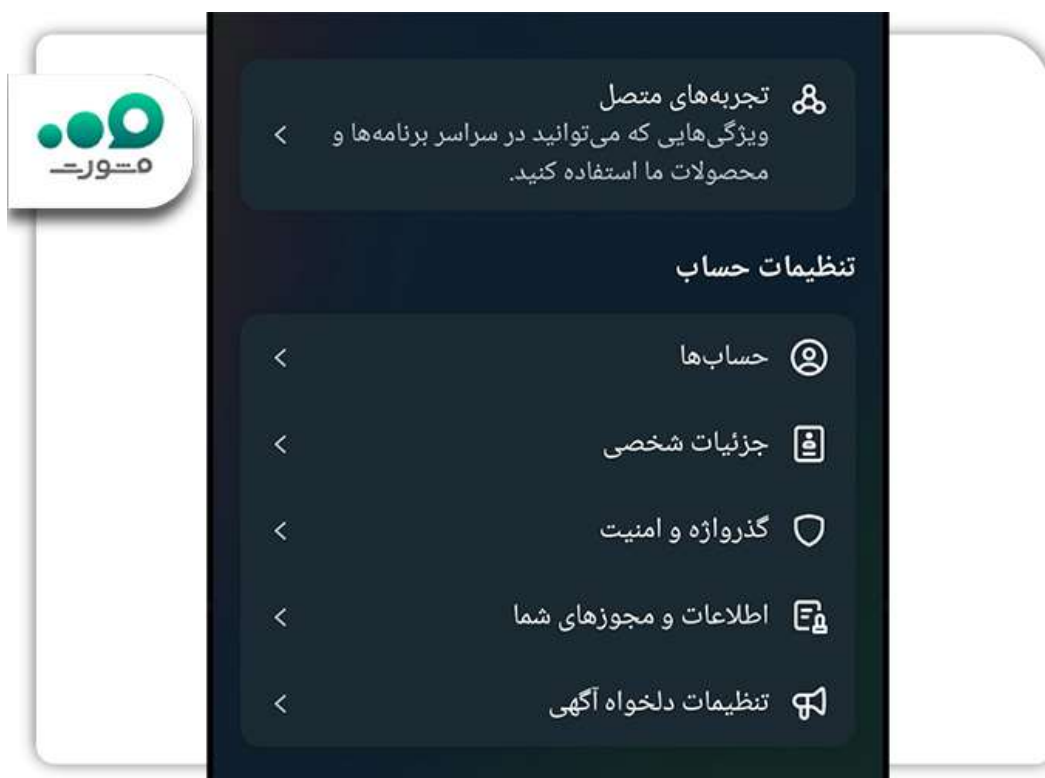 مشورت
تجربه‌های متصل
ویژگی‌هایی که می‌توانید در سراسر برنامه‌ها و
محصولات ما استفاده کنید.
تنظیمات حساب
حساب‌ها
جزئیات شخصی
گذرواژه و امنیت
اطلاعات و مجوزهای شما
تنظیمات دلخواه آگهی